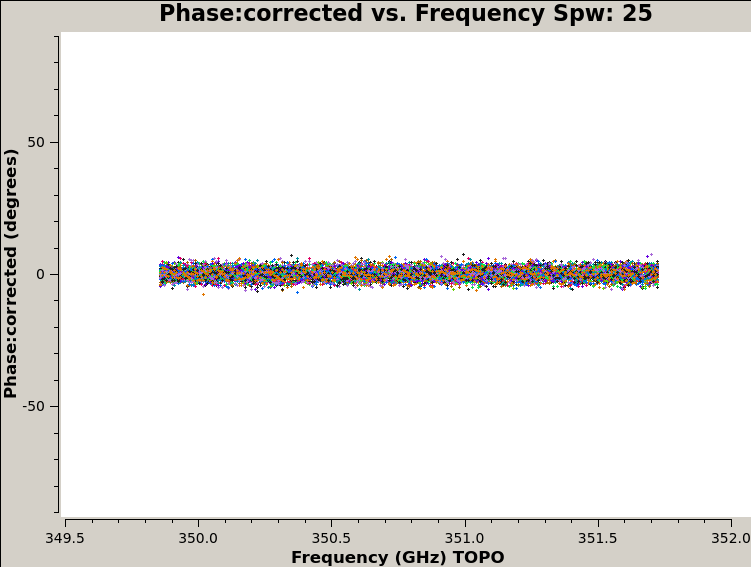 Phase:corrected vs. Frequency Spw: 25
Phase:corrected (degrees)
50
0
-50
349.5 350.0 350.5 351.0 351.5 352.0
Frequency (GHz) TOPO